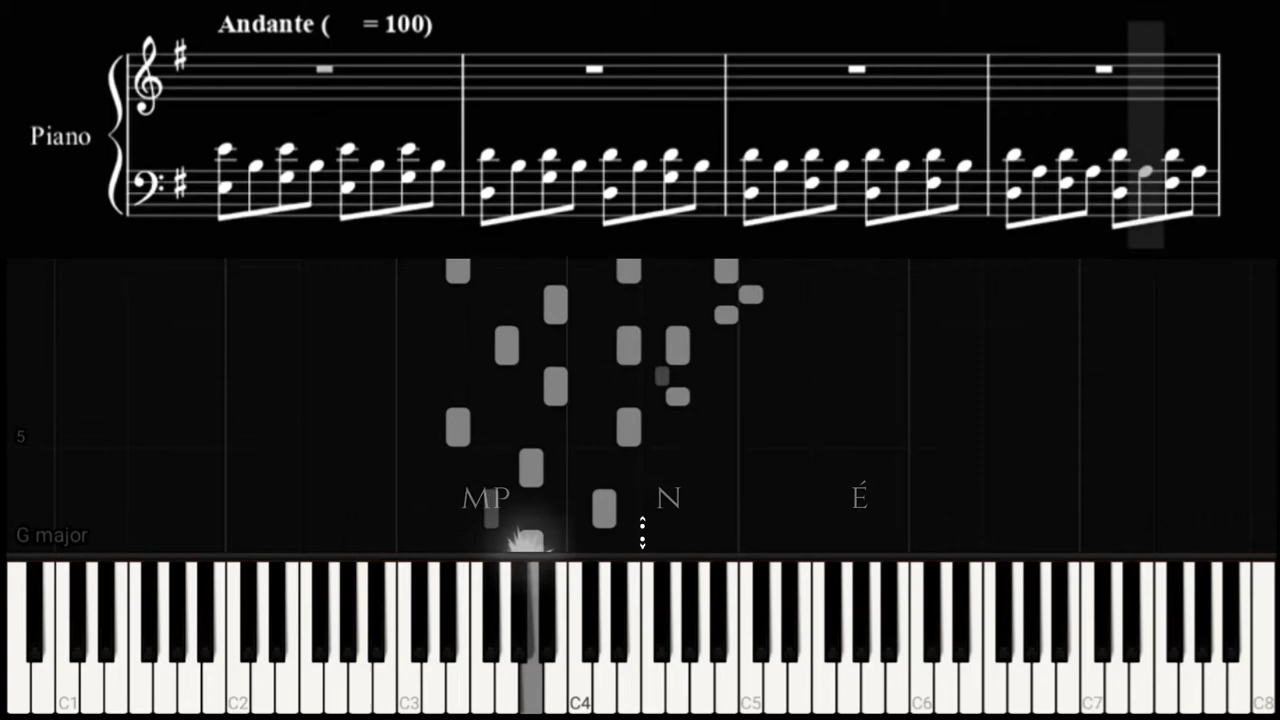 Andante ( = 100)
Piano
5
MP N É
G major
C1 C2 C3 C4 C5 C6 C7 C8